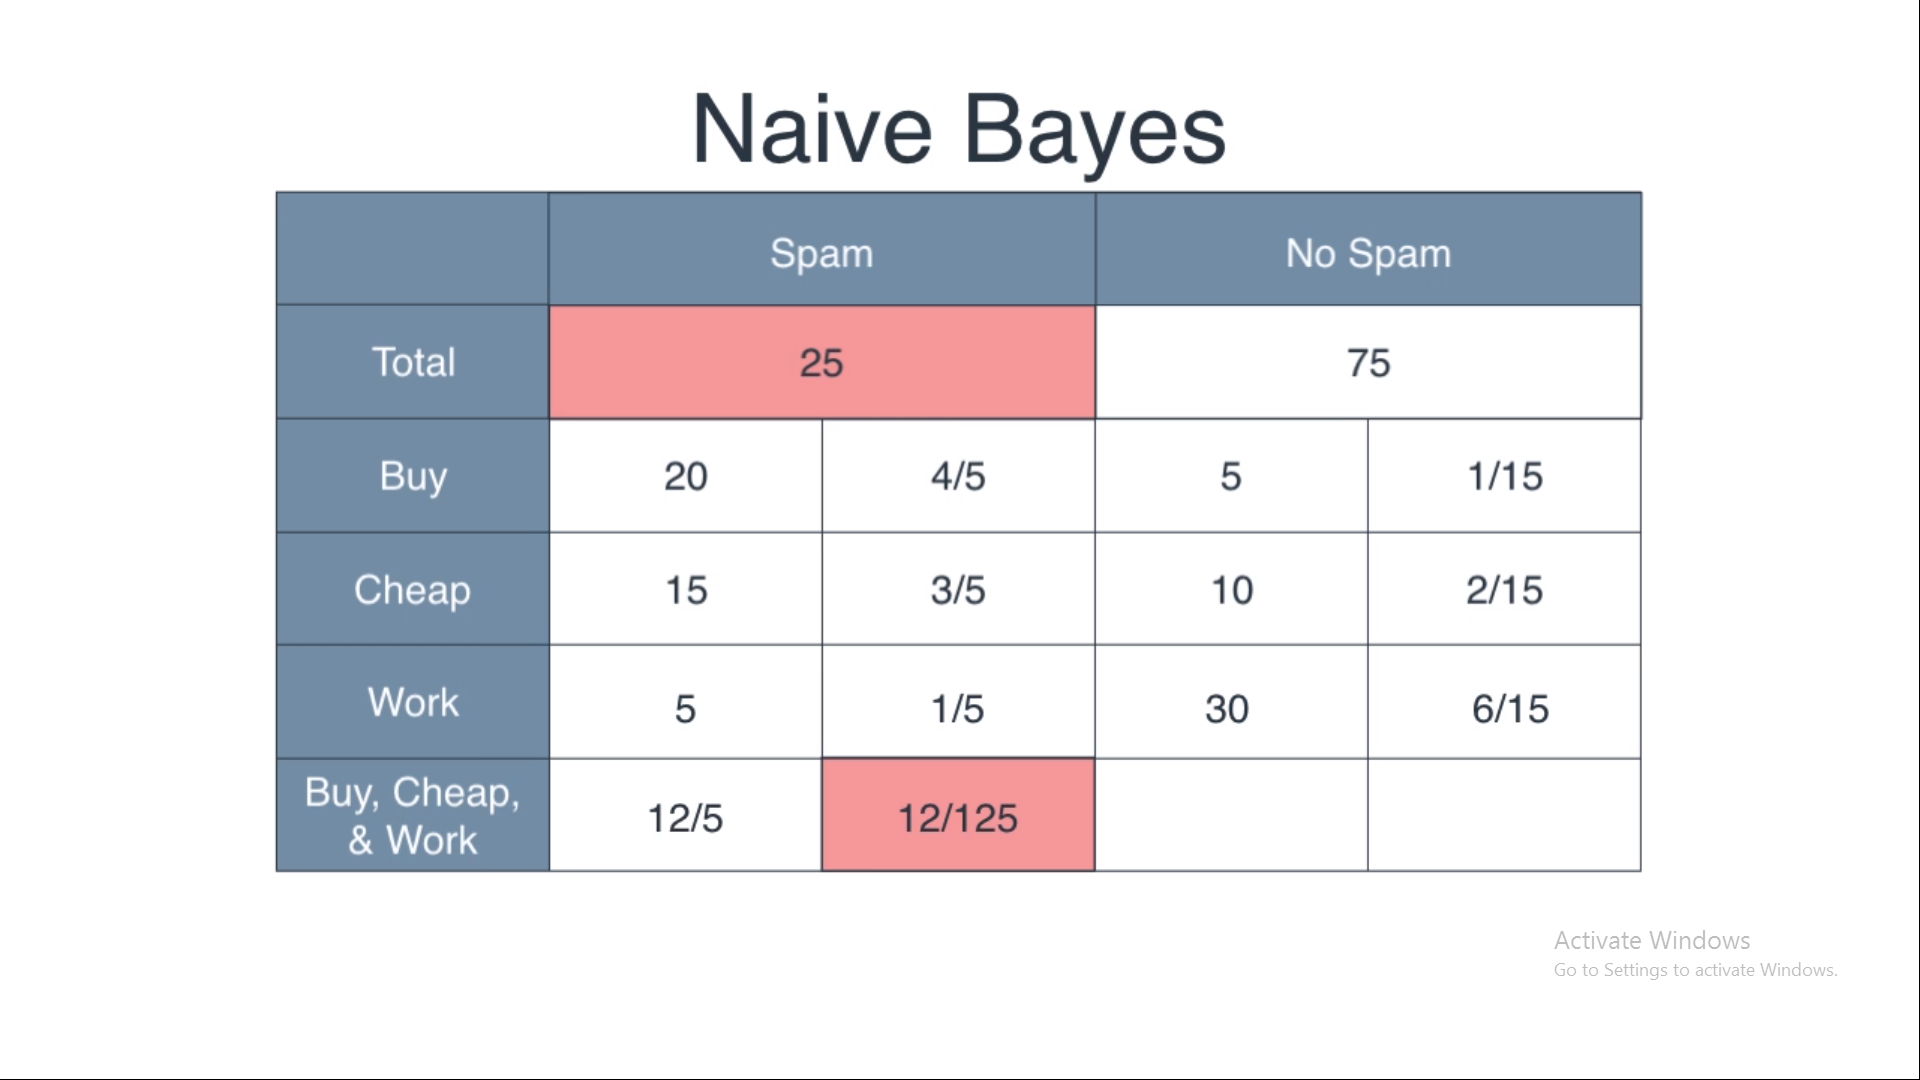 Naive Bayes
Spam No Spam
Total 25 75
Buy 20 4/5 5 1/15
Cheap 15 3/5 10 2/15
Work 5 1/5 30 6/15
Buy, Cheap,
& Work 12/5 12/125
Activate Windows
Go to Settings to activate Windows.